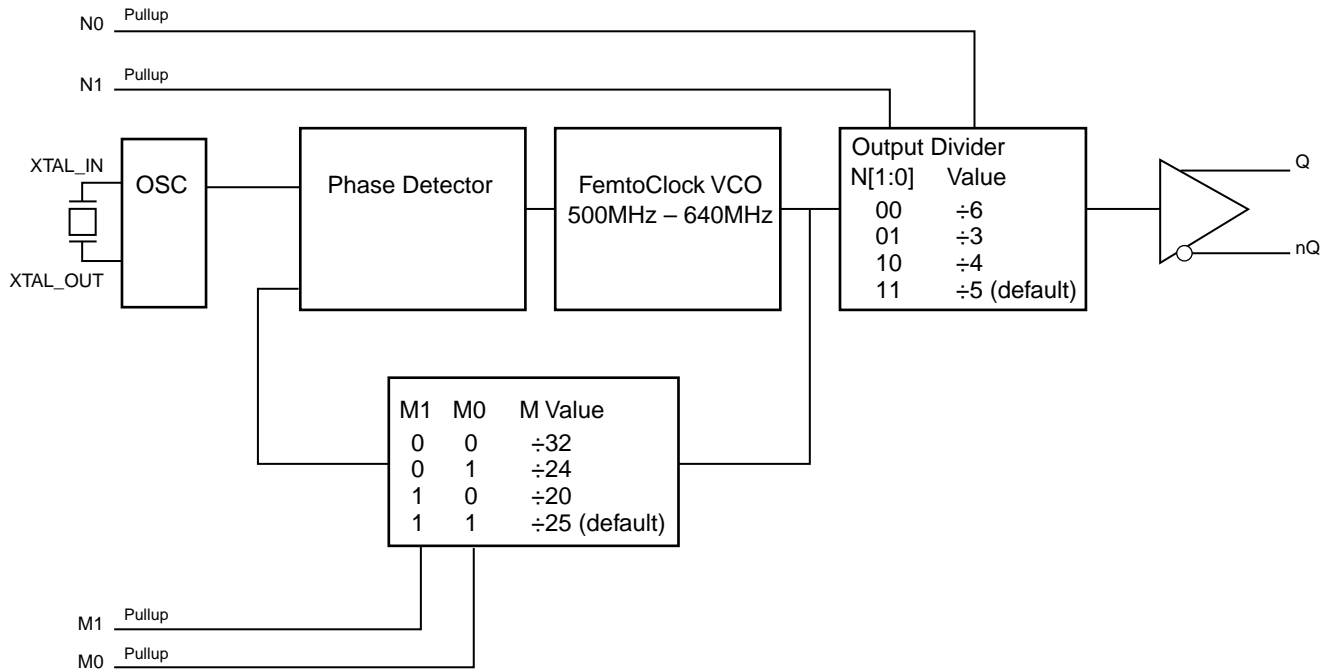 N0 Pullup
N1 Pullup
XTAL_IN
XTAL_OUT
OSC
Phase Detector
FemtoClock VCO
500MHz – 640MHz
Output Divider
N[1:0] Value
00 ÷6
01 ÷3
10 ÷4
11 ÷5 (default)
Q
nQ
M1 M0 M Value
0 0 ÷32
0 1 ÷24
1 0 ÷20
1 1 ÷25 (default)
M1 Pullup
M0 Pullup